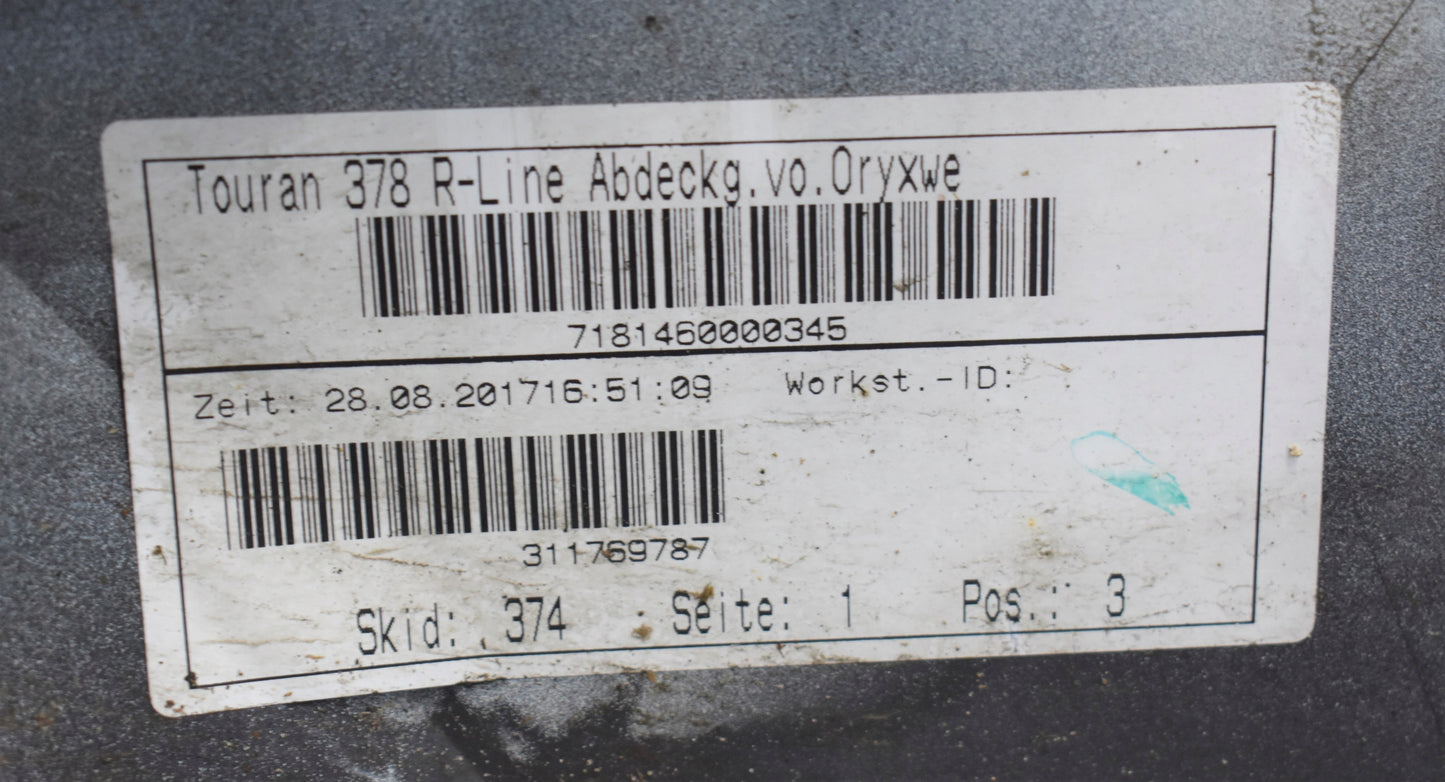 Touran 378 R-Line Abdeckg.vo.Oryxwe
7181460000345
Zeit: 28.08.201716:51:09 Workst.-ID:
311769787
Skid: 374 Seite: 1 Pos.: 3